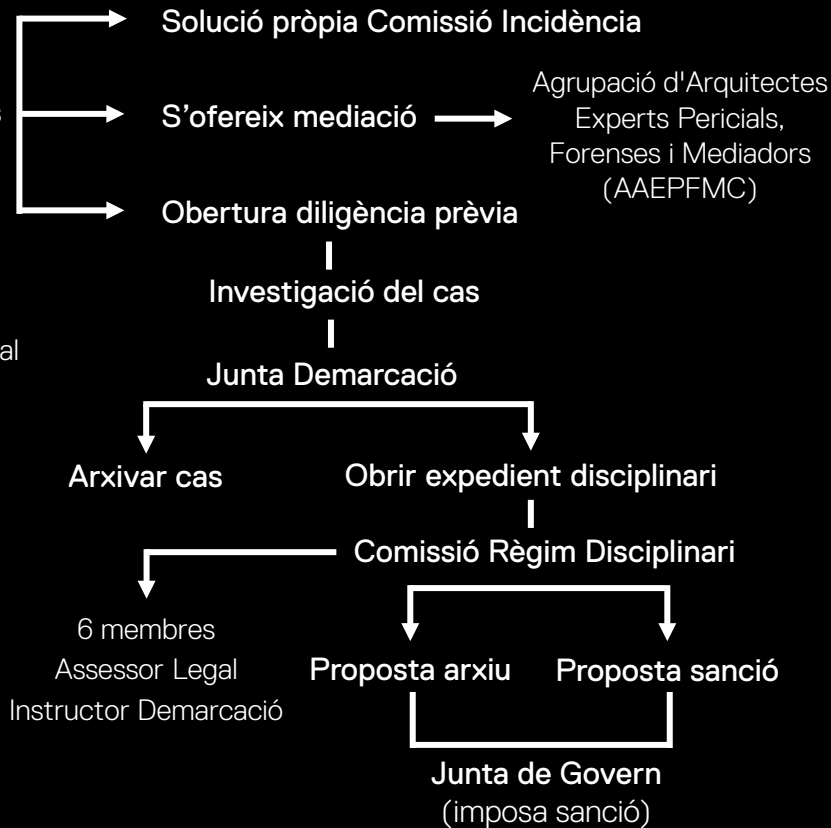 Solució pròpia Comissió Incidència
S'ofereix mediació
Agrupació d'Arquitectes
Experts Pericials,
Forenses i Mediadors
(AAEPFMC)
Obertura diligència prèvia
Investigació del cas
Junta Demarcació
Arxivar cas
Obrir expedient disciplinari
Comissió Règim Disciplinari
6 membres
Assessor Legal
Instructor Demarcació
Proposta arxiu
Proposta sanció
Junta de Govern
(imposa sanció)